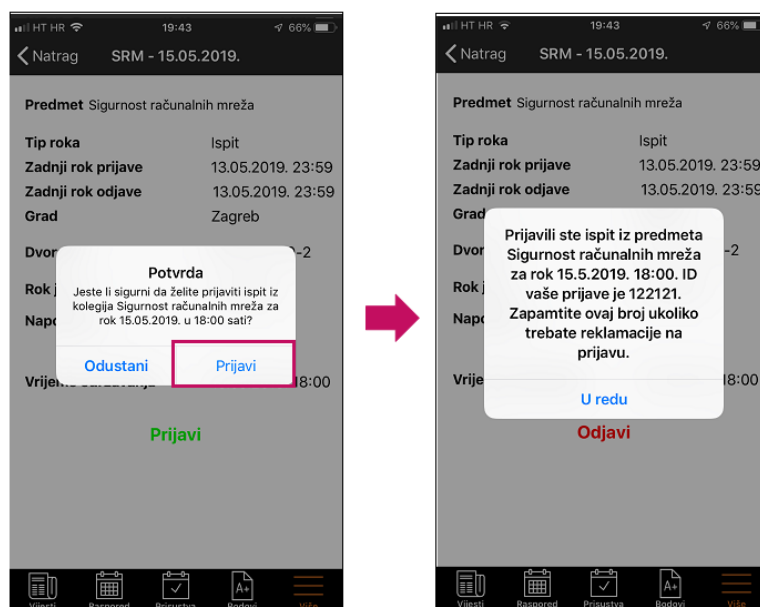 HT HR 19:43 66%
Natrag SRM - 15.05.2019.
Predmet Sigurnost računalnih mreža
Tip roka Ispit
Zadnji rok prijave 13.05.2019. 23:59
Zadnji rok odjave 13.05.2019. 23:59
Grad Zagreb
-2
Potvrda
Jeste li sigurni da želite prijaviti ispit iz
kolegija Sigurnost računalnih mreža za
rok 15.05.2019. u 18:00 sati?
Odustani Prijavi
18:00
Prijavi
Vijesti Raspored Prisustva Bodovi Više
HT HR 19:43 66%
Natrag SRM - 15.05.2019.
Predmet Sigurnost računalnih mreža
Tip roka Ispit
Zadnji rok prijave 13.05.2019. 23:59
Zadnji rok odjave 13.05.2019. 23:59
Grad
-2
Prijavili ste ispit iz predmeta
Sigurnost računalnih mreža
za rok 15.5.2019. 18:00. ID
vaše prijave je 122121.
Zapamtite ovaj broj ukoliko
trebate reklamacije na
prijavu.
18:00
U redu
Odjavi
Vijesti Raspored Prisustva Bodovi Više